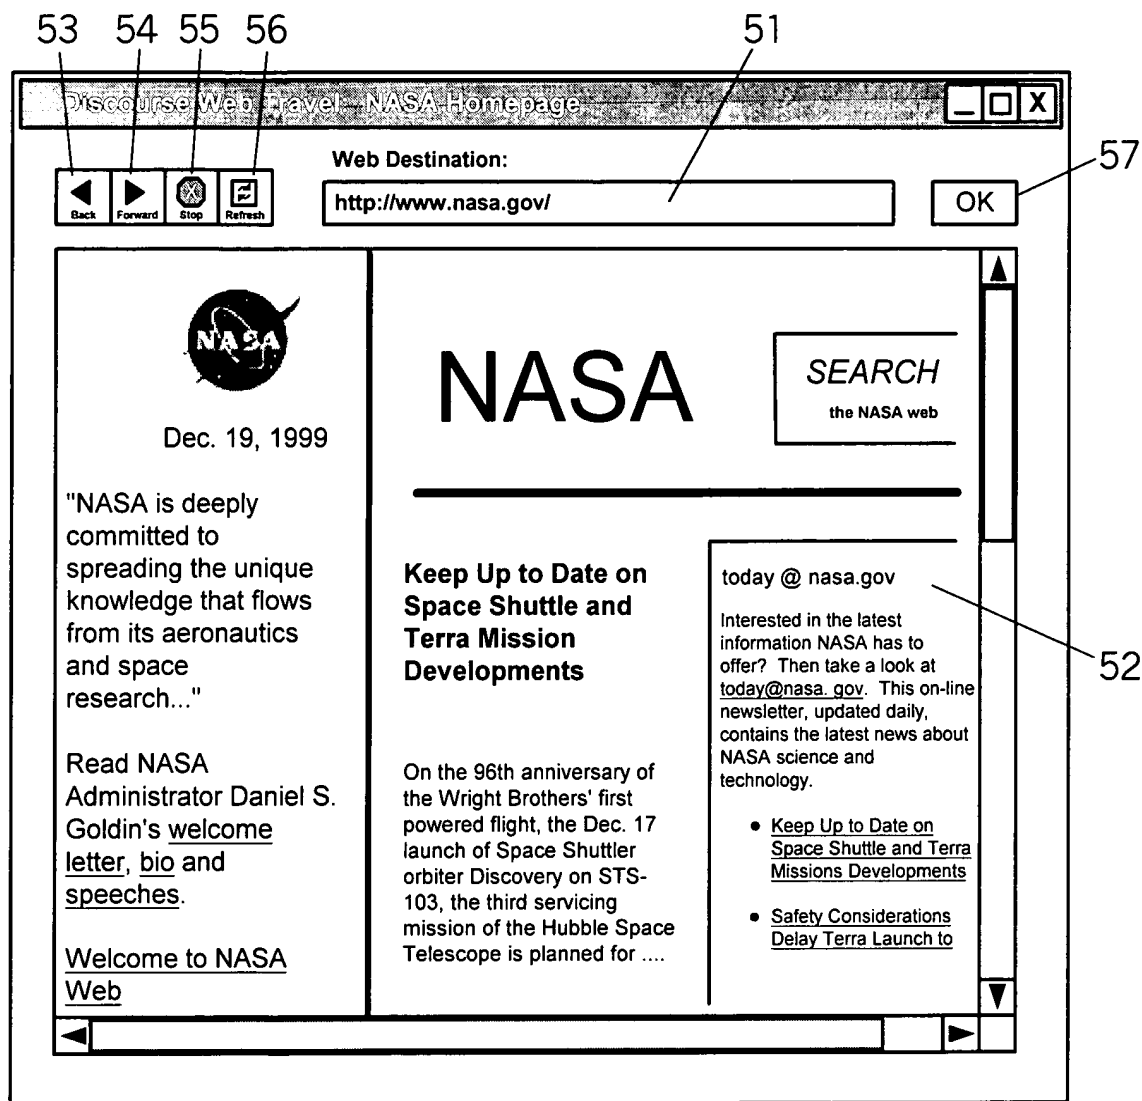 53 54 55 56 51
Discourse Web Travel - NASA Homepage
X
57
Web Destination:
Back Forward X Stop Refresh
http://www.nasa.gov/
OK
NASA
Dec. 19, 1999
"NASA is deeply
committed to
spreading the unique
knowledge that flows
from its aeronautics
and space
research..."
Read NASA
Administrator Daniel S.
Goldin's welcome
letter, bio and
speeches.
Welcome to NASA
Web
NASA
SEARCH
the NASA web
Keep Up to Date on
Space Shuttle and
Terra Mission
Developments
On the 96th anniversary of
the Wright Brothers' first
powered flight, the Dec. 17
launch of Space Shuttler
orbiter Discovery on STS-
103, the third servicing
mission of the Hubble Space
Telescope is planned for ....
today @ nasa.gov
52
Interested in the latest
information NASA has to
offer? Then take a look at
today@nasa. gov. This on-line
newsletter, updated daily,
contains the latest news about
NASA science and
technology.
• Keep Up to Date on
Space Shuttle and Terra
Missions Developments
• Safety Considerations
Delay Terra Launch to